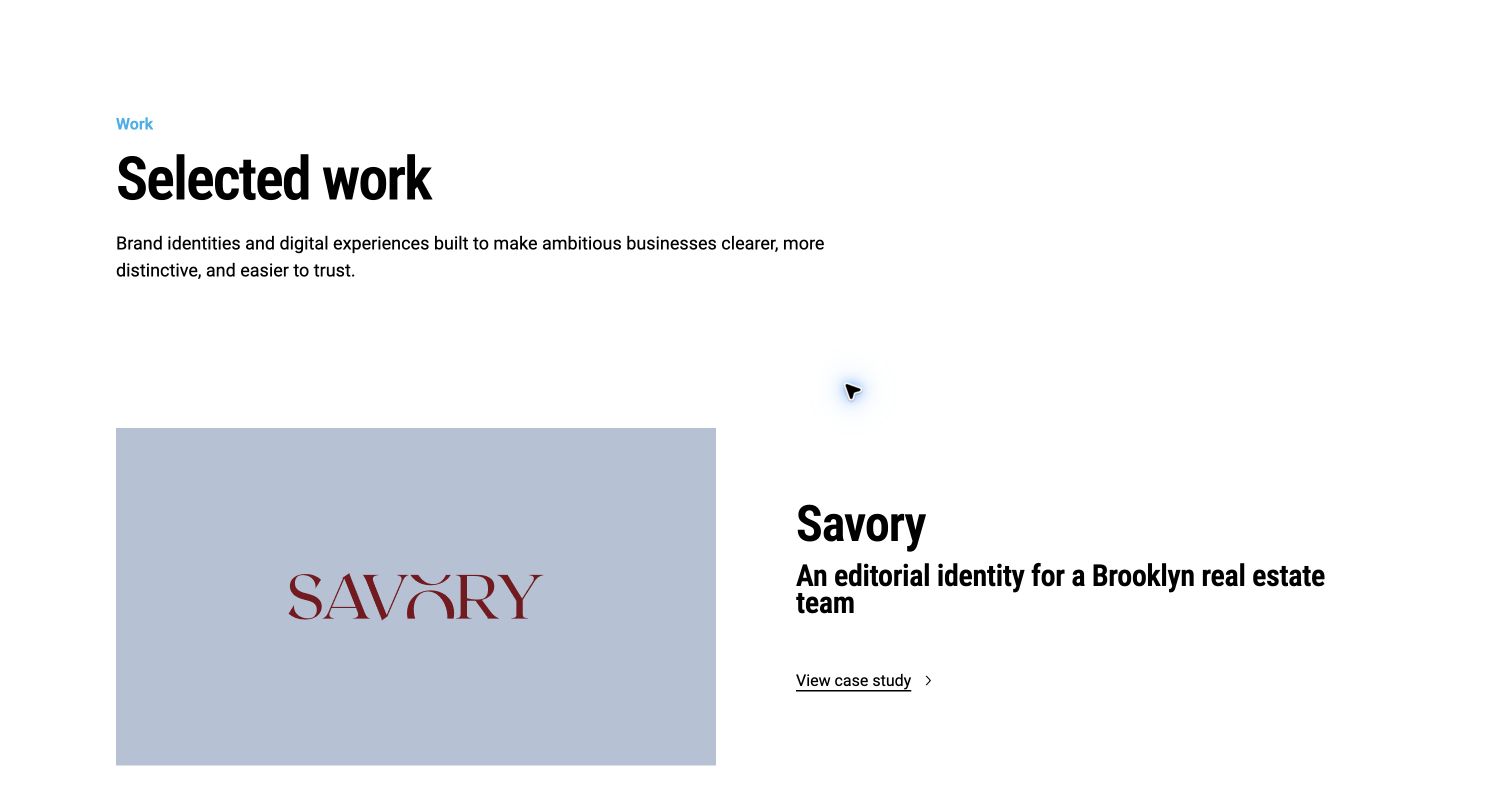 Work
Selected work
Brand identities and digital experiences built to make ambitious businesses clearer, more
distinctive, and easier to trust.
SAVORY
Savory
An editorial identity for a Brooklyn real estate
team
View case study